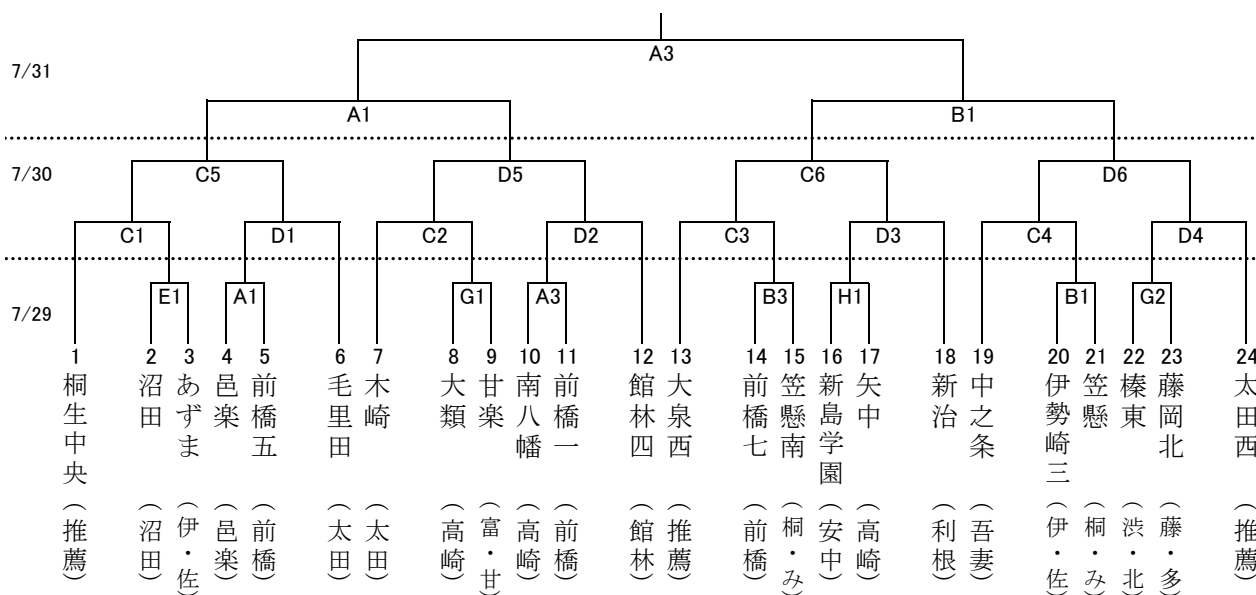 A3
7/31
A1 B1
7/30
C5 D5 C6 D6
C1 D1 C2 D2 C3 D3 C4 D4
7/29
E1 A1 G1 A3 B3 H1 B1 G2
1 2 3 4 5 6 7 8 9 10 11 12 13 14 15 16 17 18 19 20 21 22 23 24
桐生中央(推薦)
沼田(沼田)
あずま(伊・佐)
邑楽(邑楽)
前橋五(前橋)
毛里田(太田)
木崎(太田)
大類(高崎)
甘楽(富・甘)
南八幡(高崎)
前橋一(前橋)
館林四(館林)
大泉西(推薦)
前橋七(前橋)
笠懸南(桐・み)
新島学園(安中)
矢中(高崎)
新治(利根)
中之条(吾妻)
伊勢崎三(伊・佐)
笠懸(桐・み)
榛東(渋・北)
藤岡北(藤・多)
太田西(推薦)